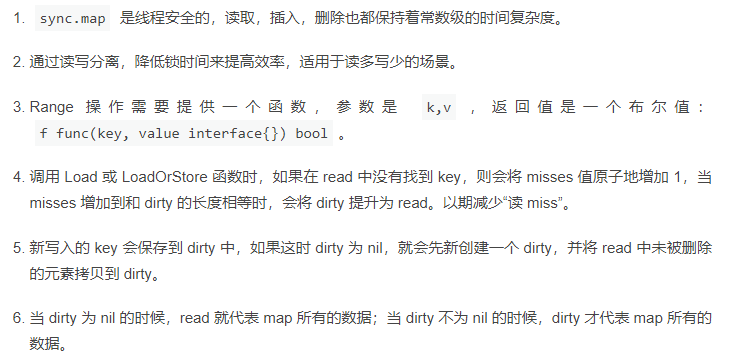 1. sync.map 是线程安全的，读取，插入，删除也都保持着常数级的时间复杂度。
2. 通过读写分离，降低锁时间来提高效率，适用于读多写少的场景。
3. Range 操作需要提供一个函数，参数是 k,v ，返回值是一个布尔值：
f func(key, value interface{}) bool 。
4. 调用 Load 或 LoadOrStore 函数时，如果在 read 中没有找到 key，则会将 misses 值原子地增加 1，当
misses 增加到和 dirty 的长度相等时，会将 dirty 提升为 read。以期减少“读 miss”。
5. 新写入的 key 会保存到 dirty 中，如果这时 dirty 为 nil，就会先新创建一个 dirty，并将 read 中未被删除
的元素拷贝到 dirty。
6. 当 dirty 为 nil 的时候，read 就代表 map 所有的数据；当 dirty 不为 nil 的时候，dirty 才代表 map 所有的
数据。